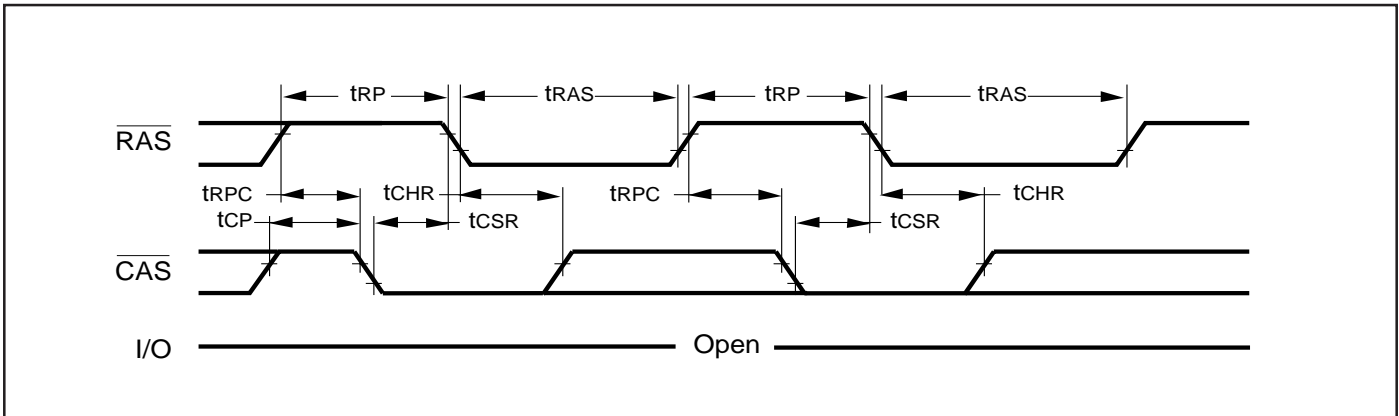 tRP tRAS tRP tRAS
RAS
tRPC tCHR tRPC tCHR
tCP tCSR tCSR
CAS
I/O Open